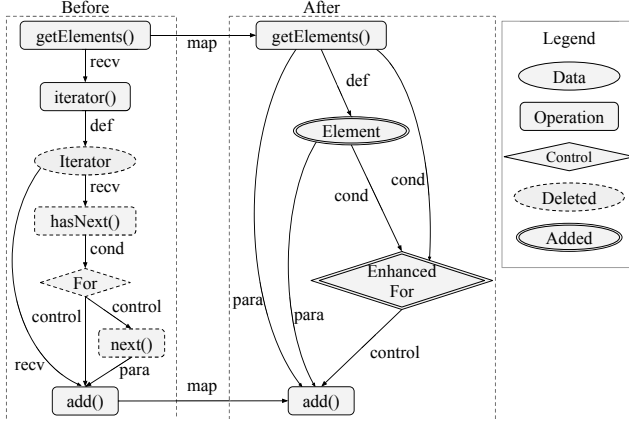 Before
After
getElements()
map
getElements()
Legend
recv
def
Data
iterator()
Operation
def
Element
Control
Iterator
recv
cond
cond
Deleted
hasNext()
Added
cond
Enhanced
For
For
control
control
para
para
next()
control
recv
para
map
add()
add()